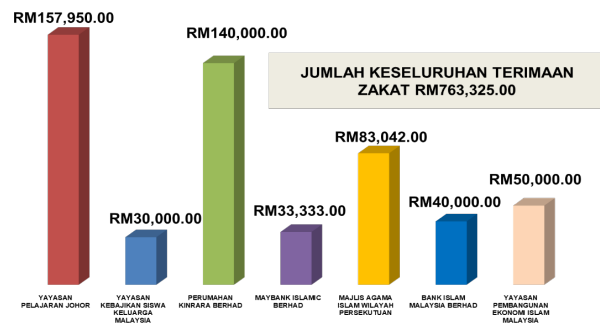 RM157,950.00
RM140,000.00
JUMLAH KESELURUHAN TERIMAAN
ZAKAT RM763,325.00
RM83,042.00
RM30,000.00
RM33,333.00
RM40,000.00
RM50,000.00
YAYASAN
PELAJARAN JOHOR
YAYASAN
KEBAJIKAN SISWA
KELUARGA
MALAYSIA
PERUMAHAN
KINRARA BERHAD
MAYBANK ISLAMIC
BERHAD
MAJLIS AGAMA
ISLAM WILAYAH
PERSEKUTUAN
BANK ISLAM
MALAYSIA BERHAD
YAYASAN
PEMBANGUNAN
EKONOMI ISLAM
MALAYSIA